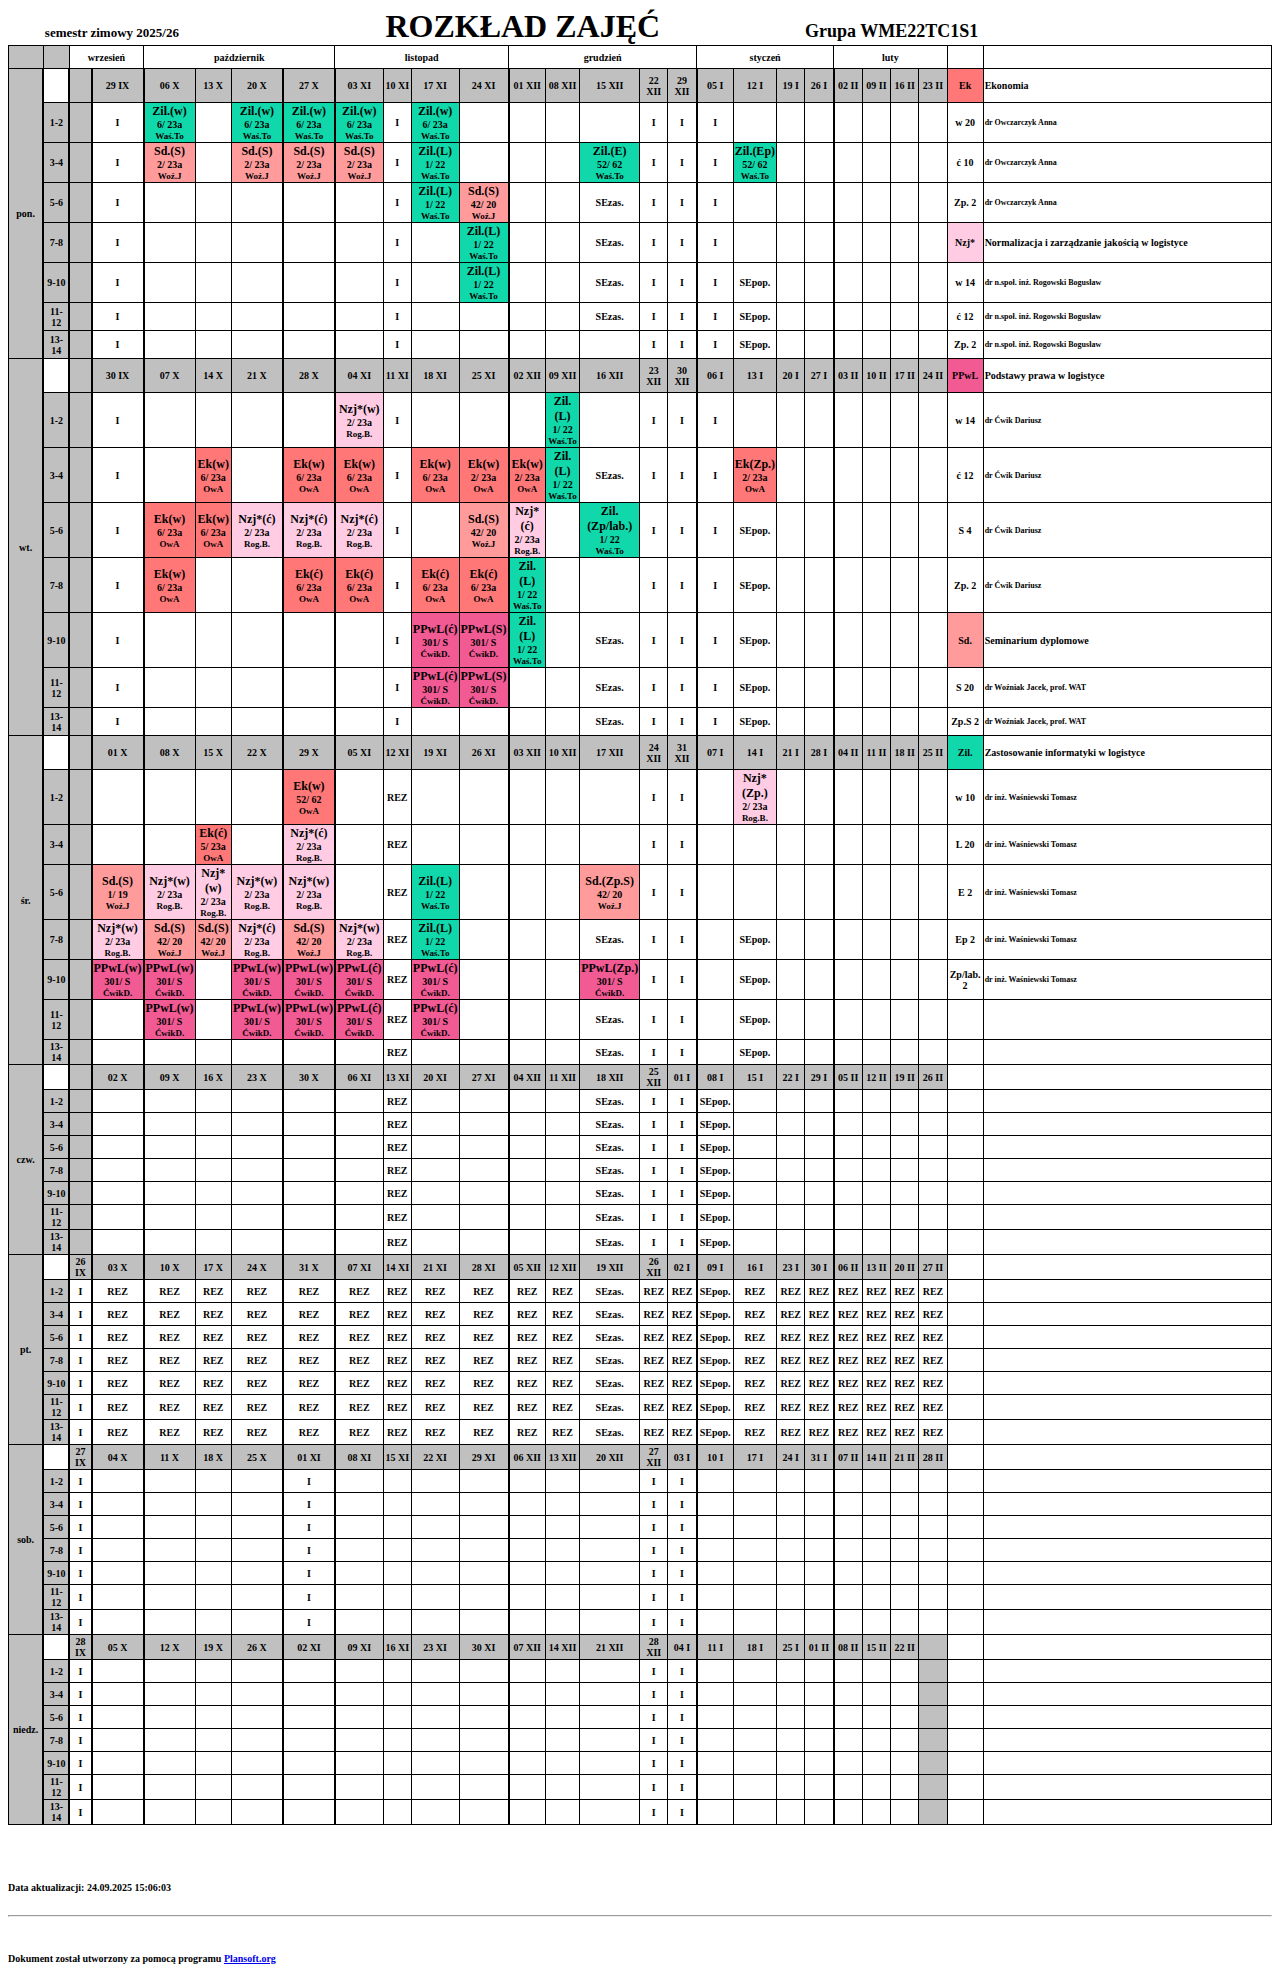 semestr zimowy 2025/26 ROZKŁAD ZAJĘĆ Grupa WME22TC1S1
wrzesień październik listopad grudzień styczeń luty
pon. 29 IX 06 X 13 X 20 X 27 X 03 XI 10 XI 17 XI 24 XI 01 XII 08 XII 15 XII 22 XII 29 XII 05 I 12 I 19 I 26 I 02 II 09 II 16 II 23 II Ek Ekonomia
1-2 I Zil.(w) 6/ 23a Waś.To Zil.(w) 6/ 23a Waś.To Zil.(w) 6/ 23a Waś.To Zil.(w) 6/ 23a Waś.To I Zil.(w) 6/ 23a Waś.To I I I w 20 dr Owczarczyk Anna
3-4 I Sd.(S) 2/ 23a Woź.J Sd.(S) 2/ 23a Woź.J Sd.(S) 2/ 23a Woź.J Sd.(S) 2/ 23a Woź.J I Zil.(L) 1/ 22 Waś.To Zil.(E) 52/ 62 Waś.To I I I Zil.(Ep) 52/ 62 Waś.To ć 10 dr Owczarczyk Anna
5-6 I I Zil.(L) 1/ 22 Waś.To Sd.(S) 42/ 20 Woź.J SEzas. I I I Zp. 2 dr Owczarczyk Anna
7-8 I I Zil.(L) 1/ 22 Waś.To SEzas. I I I Nzj* Normalizacja i zarządzanie jakością w logistyce
9-10 I I Zil.(L) 1/ 22 Waś.To SEzas. I I I SEpop. w 14 dr n.społ. inż. Rogowski Bogusław
11-12 I I SEzas. I I I SEpop. ć 12 dr n.społ. inż. Rogowski Bogusław
13-14 I I I I I SEpop. Zp. 2 dr n.społ. inż. Rogowski Bogusław
wt. 30 IX 07 X 14 X 21 X 28 X 04 XI 11 XI 18 XI 25 XI 02 XII 09 XII 16 XII 23 XII 30 XII 06 I 13 I 20 I 27 I 03 II 10 II 17 II 24 II PPwL Podstawy prawa w logistyce
1-2 I Nzj*(w) 2/ 23a Rog.B. I Zil.(L) 1/ 22 Waś.To I I I w 14 dr Ćwik Dariusz
3-4 I Ek(w) 6/ 23a OwA Ek(w) 6/ 23a OwA Ek(w) 6/ 23a OwA I Ek(w) 6/ 23a OwA Ek(w) 2/ 23a OwA Ek(w) 2/ 23a OwA Zil.(L) 1/ 22 Waś.To SEzas. I I I Ek(Zp.) 2/ 23a OwA ć 12 dr Ćwik Dariusz
5-6 I Ek(w) 6/ 23a OwA Ek(w) 6/ 23a OwA Nzj*(ć) 2/ 23a Rog.B. Nzj*(ć) 2/ 23a Rog.B. Nzj*(ć) 2/ 23a Rog.B. I Sd.(S) 42/ 20 Woź.J Nzj*(ć) 2/ 23a Rog.B. Zil.(Zp/lab.) 1/ 22 Waś.To I I I SEpop. S 4 dr Ćwik Dariusz
7-8 I Ek(w) 6/ 23a OwA Ek(ć) 6/ 23a OwA Ek(ć) 6/ 23a OwA I Ek(ć) 6/ 23a OwA Ek(ć) 6/ 23a OwA Zil.(L) 1/ 22 Waś.To I I I SEpop. Zp. 2 dr Ćwik Dariusz
9-10 I I PPwL(ć) 301/ S ĆwikD. PPwL(S) 301/ S ĆwikD. Zil.(L) 1/ 22 Waś.To SEzas. I I I SEpop. Sd. Seminarium dyplomowe
11-12 I I PPwL(ć) 301/ S ĆwikD. PPwL(S) 301/ S ĆwikD. SEzas. I I I SEpop. S 20 dr Woźniak Jacek, prof. WAT
13-14 I I SEzas. I I I SEpop. Zp.S 2 dr Woźniak Jacek, prof. WAT
śr. 01 X 08 X 15 X 22 X 29 X 05 XI 12 XI 19 XI 26 XI 03 XII 10 XII 17 XII 24 XII 31 XII 07 I 14 I 21 I 28 I 04 II 11 II 18 II 25 II Zil. Zastosowanie informatyki w logistyce
1-2 Ek(w) 52/ 62 OwA REZ I I Nzj*(Zp.) 2/ 23a Rog.B. w 10 dr inż. Waśniewski Tomasz
3-4 Ek(ć) 5/ 23a OwA Nzj*(ć) 2/ 23a Rog.B. REZ I I L 20 dr inż. Waśniewski Tomasz
5-6 Sd.(S) 1/ 19 Woź.J Nzj*(w) 2/ 23a Rog.B. Nzj*(w) 2/ 23a Rog.B. Nzj*(w) 2/ 23a Rog.B. Nzj*(w) 2/ 23a Rog.B. REZ Zil.(L) 1/ 22 Waś.To Sd.(Zp.S) 42/ 20 Woź.J I I E 2 dr inż. Waśniewski Tomasz
7-8 Nzj*(w) 2/ 23a Rog.B. Sd.(S) 42/ 20 Woź.J Sd.(S) 42/ 20 Woź.J Nzj*(ć) 2/ 23a Rog.B. Sd.(S) 42/ 20 Woź.J Nzj*(w) 2/ 23a Rog.B. REZ Zil.(L) 1/ 22 Waś.To SEzas. I I SEpop. Ep 2 dr inż. Waśniewski Tomasz
9-10 PPwL(w) 301/ S ĆwikD. PPwL(w) 301/ S ĆwikD. PPwL(w) 301/ S ĆwikD. PPwL(w) 301/ S ĆwikD. PPwL(ć) 301/ S ĆwikD. REZ PPwL(ć) 301/ S ĆwikD. PPwL(Zp.) 301/ S ĆwikD. I I SEpop. Zp/lab. 2 dr inż. Waśniewski Tomasz
11-12 PPwL(w) 301/ S ĆwikD. PPwL(w) 301/ S ĆwikD. PPwL(w) 301/ S ĆwikD. PPwL(ć) 301/ S ĆwikD. REZ PPwL(ć) 301/ S ĆwikD. SEzas. I I SEpop.
13-14 REZ SEzas. I I SEpop.
czw. 02 X 09 X 16 X 23 X 30 X 06 XI 13 XI 20 XI 27 XI 04 XII 11 XII 18 XII 25 XII 01 I 08 I 15 I 22 I 29 I 05 II 12 II 19 II 26 II
1-2 REZ SEzas. I I SEpop.
3-4 REZ SEzas. I I SEpop.
5-6 REZ SEzas. I I SEpop.
7-8 REZ SEzas. I I SEpop.
9-10 REZ SEzas. I I SEpop.
11-12 REZ SEzas. I I SEpop.
13-14 REZ SEzas. I I SEpop.
pt. 26 IX 03 X 10 X 17 X 24 X 31 X 07 XI 14 XI 21 XI 28 XI 05 XII 12 XII 19 XII 26 XII 02 I 09 I 16 I 23 I 30 I 06 II 13 II 20 II 27 II
1-2 I REZ REZ REZ REZ REZ REZ REZ REZ REZ REZ REZ SEzas. REZ REZ SEpop. REZ REZ REZ REZ REZ REZ REZ
3-4 I REZ REZ REZ REZ REZ REZ REZ REZ REZ REZ REZ SEzas. REZ REZ SEpop. REZ REZ REZ REZ REZ REZ REZ
5-6 I REZ REZ REZ REZ REZ REZ REZ REZ REZ REZ REZ SEzas. REZ REZ SEpop. REZ REZ REZ REZ REZ REZ REZ
7-8 I REZ REZ REZ REZ REZ REZ REZ REZ REZ REZ REZ SEzas. REZ REZ SEpop. REZ REZ REZ REZ REZ REZ REZ
9-10 I REZ REZ REZ REZ REZ REZ REZ REZ REZ REZ REZ SEzas. REZ REZ SEpop. REZ REZ REZ REZ REZ REZ REZ
11-12 I REZ REZ REZ REZ REZ REZ REZ REZ REZ REZ REZ SEzas. REZ REZ SEpop. REZ REZ REZ REZ REZ REZ REZ
13-14 I REZ REZ REZ REZ REZ REZ REZ REZ REZ REZ REZ SEzas. REZ REZ SEpop. REZ REZ REZ REZ REZ REZ REZ
sob. 27 IX 04 X 11 X 18 X 25 X 01 XI 08 XI 15 XI 22 XI 29 XI 06 XII 13 XII 20 XII 27 XII 03 I 10 I 17 I 24 I 31 I 07 II 14 II 21 II 28 II
1-2 I I I I
3-4 I I I I
5-6 I I I I
7-8 I I I I
9-10 I I I I
11-12 I I I I
13-14 I I I I
niedz. 28 IX 05 X 12 X 19 X 26 X 02 XI 09 XI 16 XI 23 XI 30 XI 07 XII 14 XII 21 XII 28 XII 04 I 11 I 18 I 25 I 01 II 08 II 15 II 22 II
1-2 I I I
3-4 I I I
5-6 I I I
7-8 I I I
9-10 I I I
11-12 I I I
13-14 I I I
Data aktualizacji: 24.09.2025 15:06:03
Dokument został utworzony za pomocą programu Plansoft.org